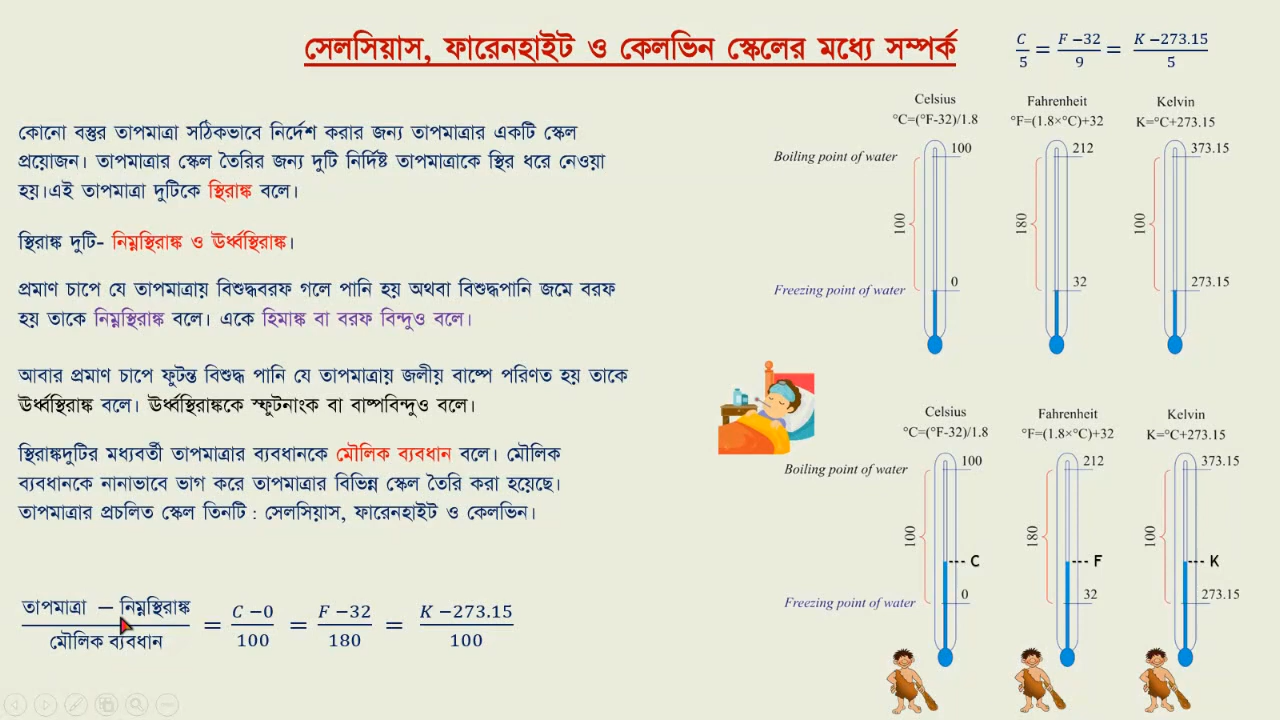 সেলসিয়াস, ফারেনহাইট ও কেলভিন স্কেলের মধ্যে সম্পর্ক
C/5 = F −32/9 = K −273.15/5
কোনো বস্তুর তাপমাত্রা সঠিকভাবে নির্দেশ করার জন্য তাপমাত্রার একটি স্কেল
প্রয়োজন। তাপমাত্রার স্কেল তৈরির জন্য দুটি নির্দিষ্ট তাপমাত্রাকে স্থির ধরে নেওয়া
হয়।এই তাপমাত্রা দুটিকে স্থিরাঙ্ক বলে।
স্থিরাঙ্ক দুটি- নিম্নস্থিরাঙ্ক ও ঊর্ধ্বস্থিরাঙ্ক।
প্রমাণ চাপে যে তাপমাত্রায় বিশুদ্ধবরফ গলে পানি হয় অথবা বিশুদ্ধপানি জমে বরফ
হয় তাকে নিম্নস্থিরাঙ্ক বলে। একে হিমাঙ্ক বা বরফ বিন্দুও বলে।
আবার প্রমাণ চাপে ফুটন্ত বিশুদ্ধ পানি যে তাপমাত্রায় জলীয় বাষ্পে পরিণত হয় তাকে
ঊর্ধ্বস্থিরাঙ্ক বলে। ঊর্ধ্বস্থিরাঙ্ককে স্ফুটনাংক বা বাষ্পবিন্দুও বলে।
স্থিরাঙ্কদুটির মধ্যবর্তী তাপমাত্রার ব্যবধানকে মৌলিক ব্যবধান বলে। মৌলিক
ব্যবধানকে নানাভাবে ভাগ করে তাপমাত্রার বিভিন্ন স্কেল তৈরি করা হয়েছে।
তাপমাত্রার প্রচলিত স্কেল তিনটি : সেলসিয়াস, ফারেনহাইট ও কেলভিন।
তাপমাত্রা − নিম্নস্থিরাঙ্ক/মৌলিক ব্যবধান = C −0/100 = F −32/180 = K −273.15/100
Celsius Fahrenheit Kelvin
°C=(°F-32)/1.8 °F=(1.8×°C)+32 K=°C+273.15
Boiling point of water 100 212 373.15
100 180 100
Freezing point of water 0 32 273.15
Celsius Fahrenheit Kelvin
°C=(°F-32)/1.8 °F=(1.8×°C)+32 K=°C+273.15
Boiling point of water 100 212 373.15
100 180 100
--- C --- F --- K
Freezing point of water 0 32 273.15